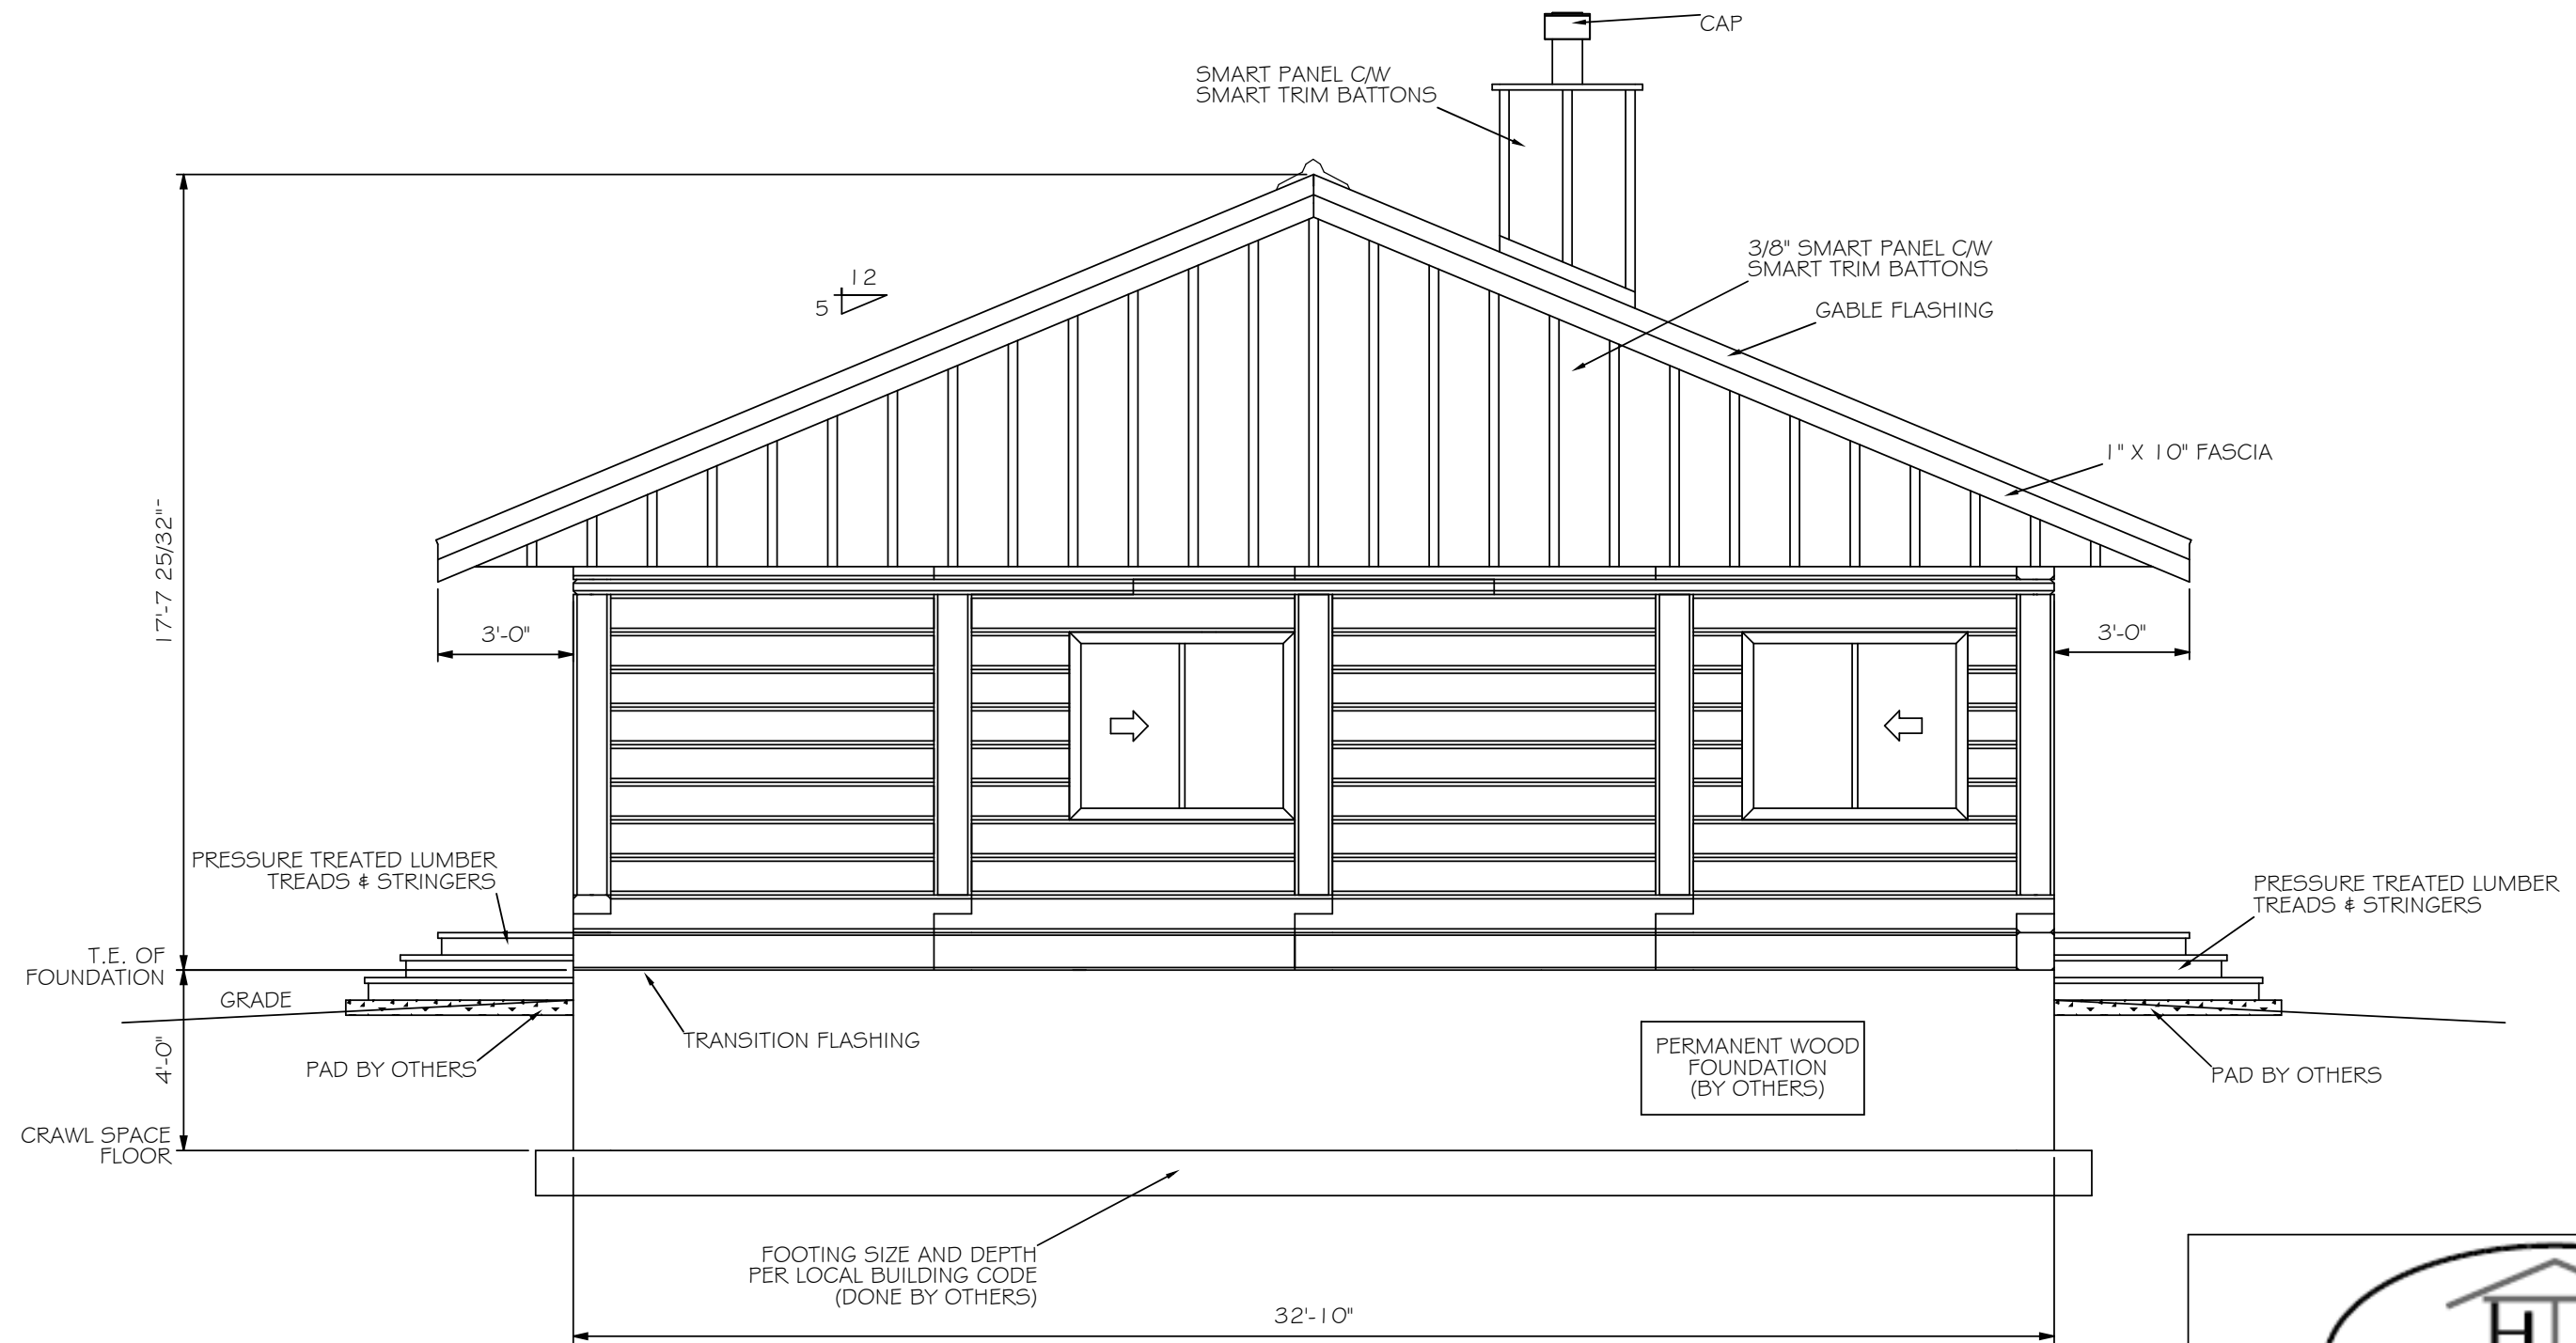 CAP
SMART PANEL C/W
SMART TRIM BATTONS
3/8" SMART PANEL C/W
SMART TRIM BATTONS
12
5
GABLE FLASHING
1" X 10" FASCIA
17'-7 25/32"-
3'-0"
3'-0"
PRESSURE TREATED LUMBER
TREADS & STRINGERS
PRESSURE TREATED LUMBER
TREADS & STRINGERS
T.E. OF
FOUNDATION
GRADE
TRANSITION FLASHING
PERMANENT WOOD
FOUNDATION
(BY OTHERS)
4'-0"
PAD BY OTHERS
PAD BY OTHERS
CRAWL SPACE
FLOOR
FOOTING SIZE AND DEPTH
PER LOCAL BUILDING CODE
(DONE BY OTHERS)
32'-10"
H